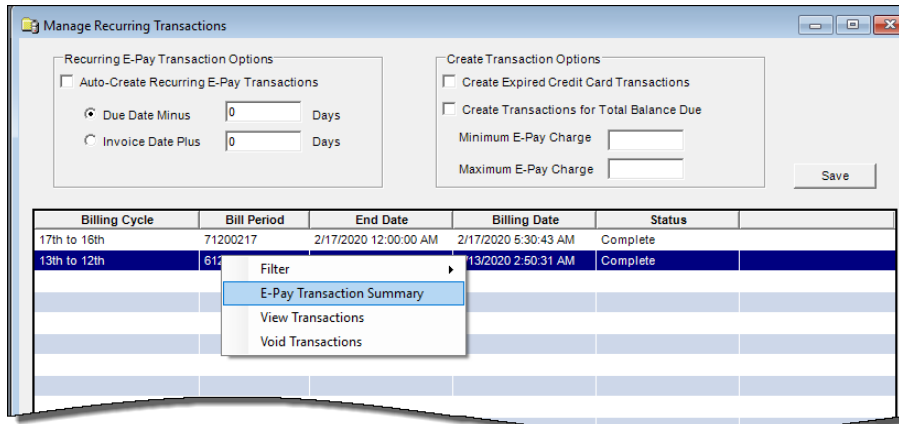 Manage Recurring Transactions
Recurring E-Pay Transaction Options
Auto-Create Recurring E-Pay Transactions
Due Date Minus 0 Days
Invoice Date Plus 0 Days
Create Transaction Options
Create Expired Credit Card Transactions
Create Transactions for Total Balance Due
Minimum E-Pay Charge
Maximum E-Pay Charge
Save
Billing Cycle Bill Period End Date Billing Date Status
17th to 16th 71200217 2/17/2020 12:00:00 AM 2/17/2020 5:30:43 AM Complete
13th to 12th 612 /13/2020 2:50:31 AM Complete
Filter
E-Pay Transaction Summary
View Transactions
Void Transactions